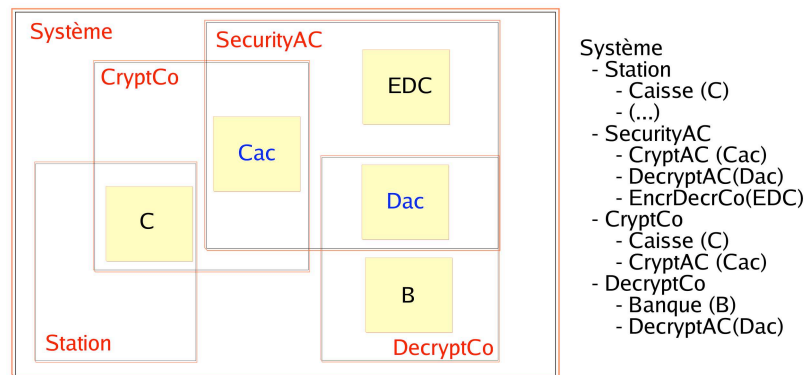 Système
SecurityAC
CryptCo
EDC
Cac
Dac
C
B
Station
DecryptCo
Système
- Station
- Caisse (C)
- (...)
- SecurityAC
- CryptAC (Cac)
- DecryptAC(Dac)
- EncrDecrCo(EDC)
- CryptCo
- Caisse (C)
- CryptAC (Cac)
- DecryptCo
- Banque (B)
- DecryptAC(Dac)